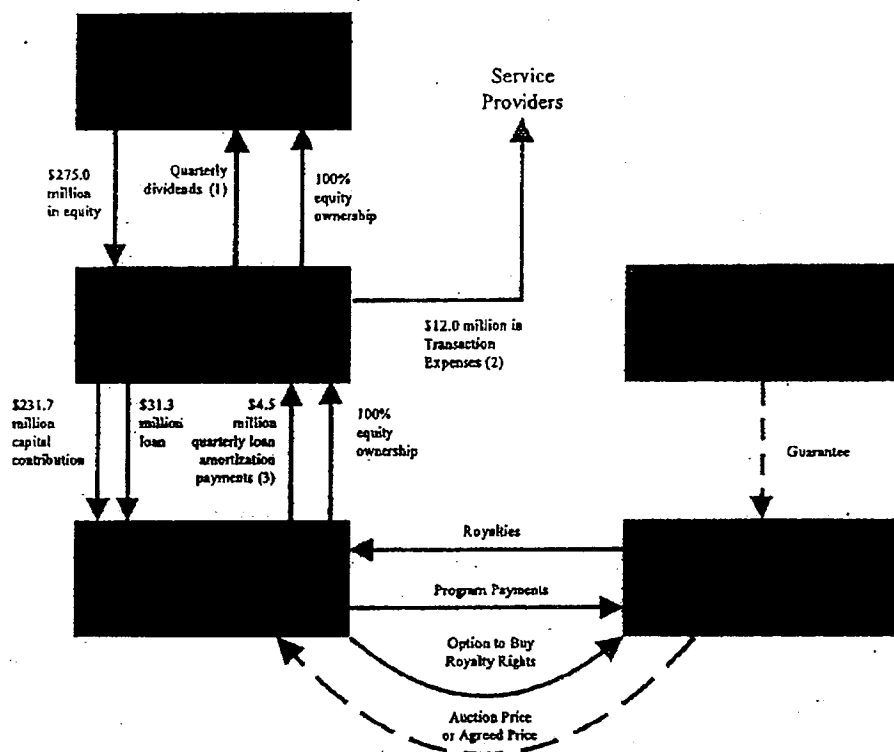 Service
Providers
$275.0
million
in equity
Quarterly
dividends (1)
100%
equity
ownership
$12.0 million in
Transaction
Expenses (2)
$231.7
million
capital
contribution
$31.3
million
loan
$4.5
million
quarterly loan
amortization
payments (3)
100%
equity
ownership
Guarantee
Royalties
Program Payments
Option to Buy
Royalty Rights
Auction Price
or Agreed Price